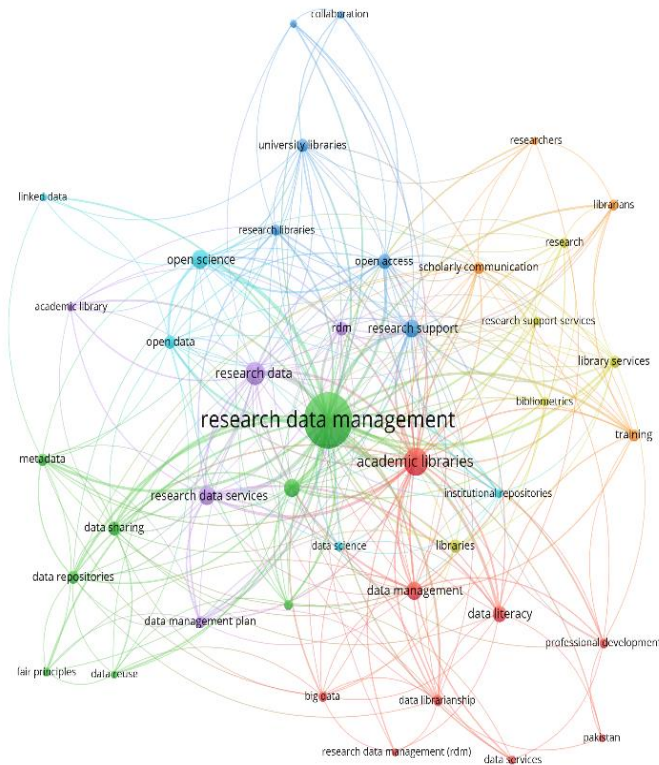 collaboration
university libraries
researchers
linked data
librarians
research libraries
research
open science
open access
scholarly communication
academic library
rdm
research support
research support services
open data
library services
research data
bibliometrics
research data management
training
metadata
academic libraries
research data services
institutional repositories
data sharing
data science
libraries
data repositories
data management
data literacy
data management plan
professional development
fair principles
data reuse
big data
data librarianship
pakistan
research data management (rdm)
data services